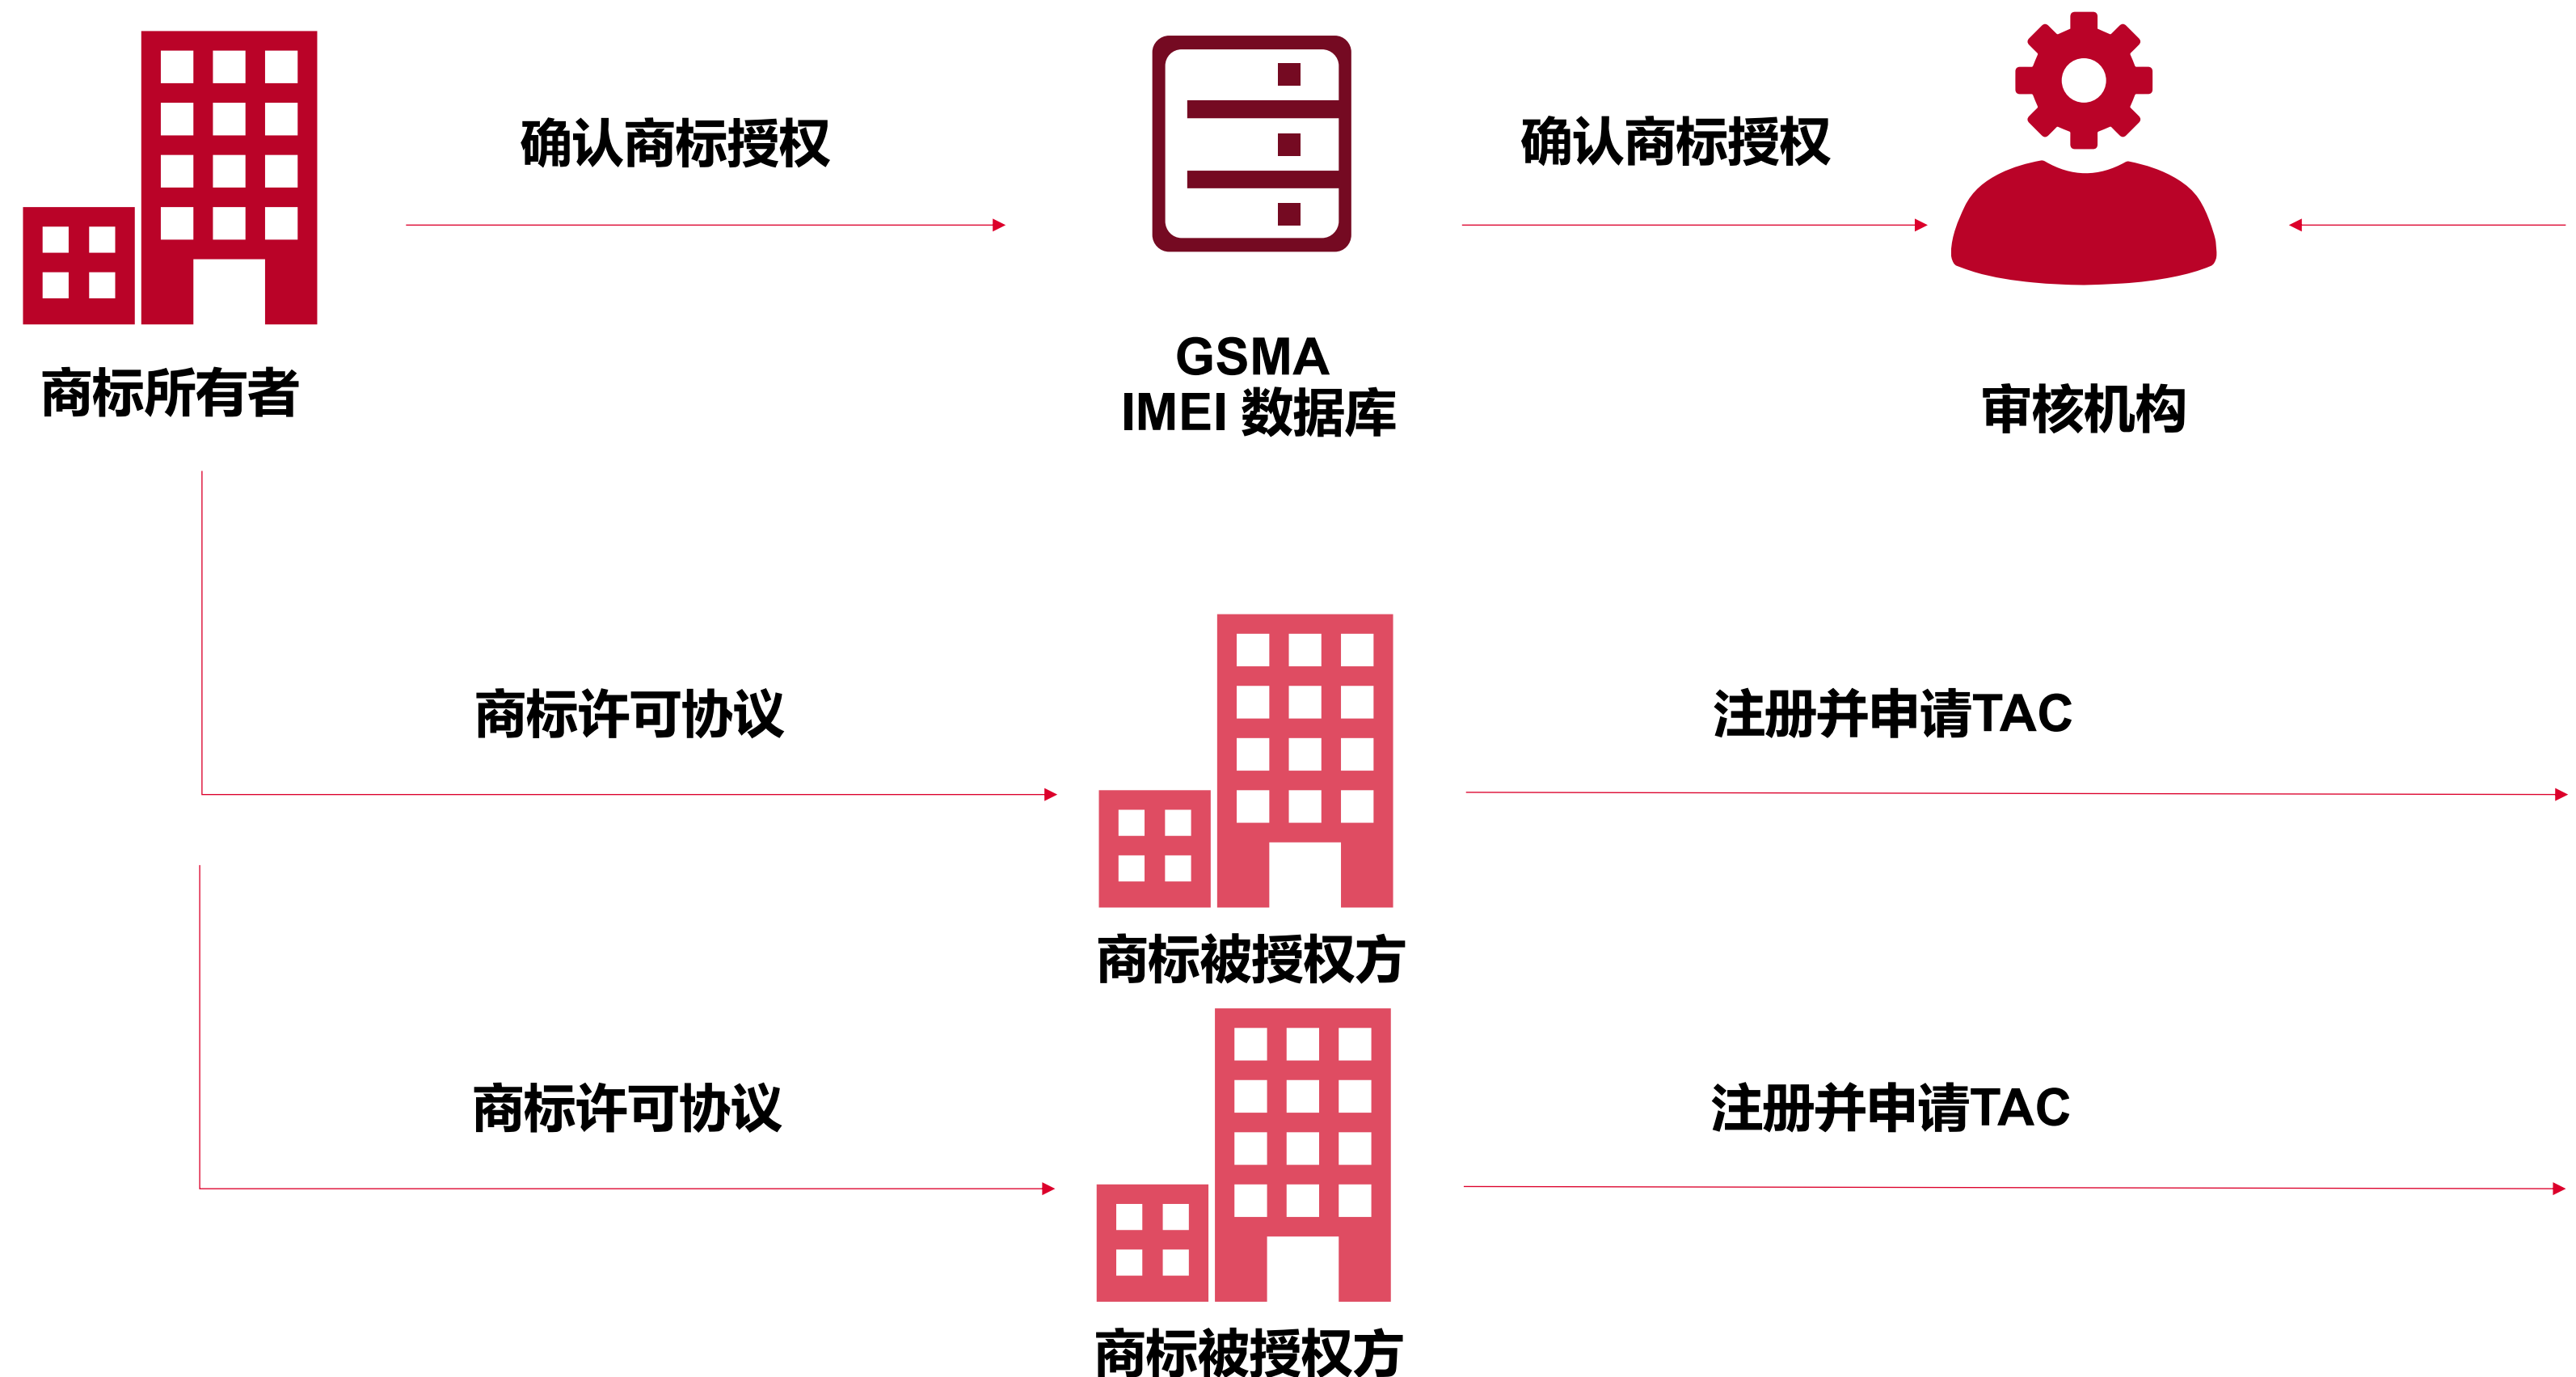 确认商标授权
确认商标授权
商标所有者
GSMA
IMEI 数据库
审核机构
商标许可协议
注册并申请TAC
商标被授权方
商标许可协议
注册并申请TAC
商标被授权方